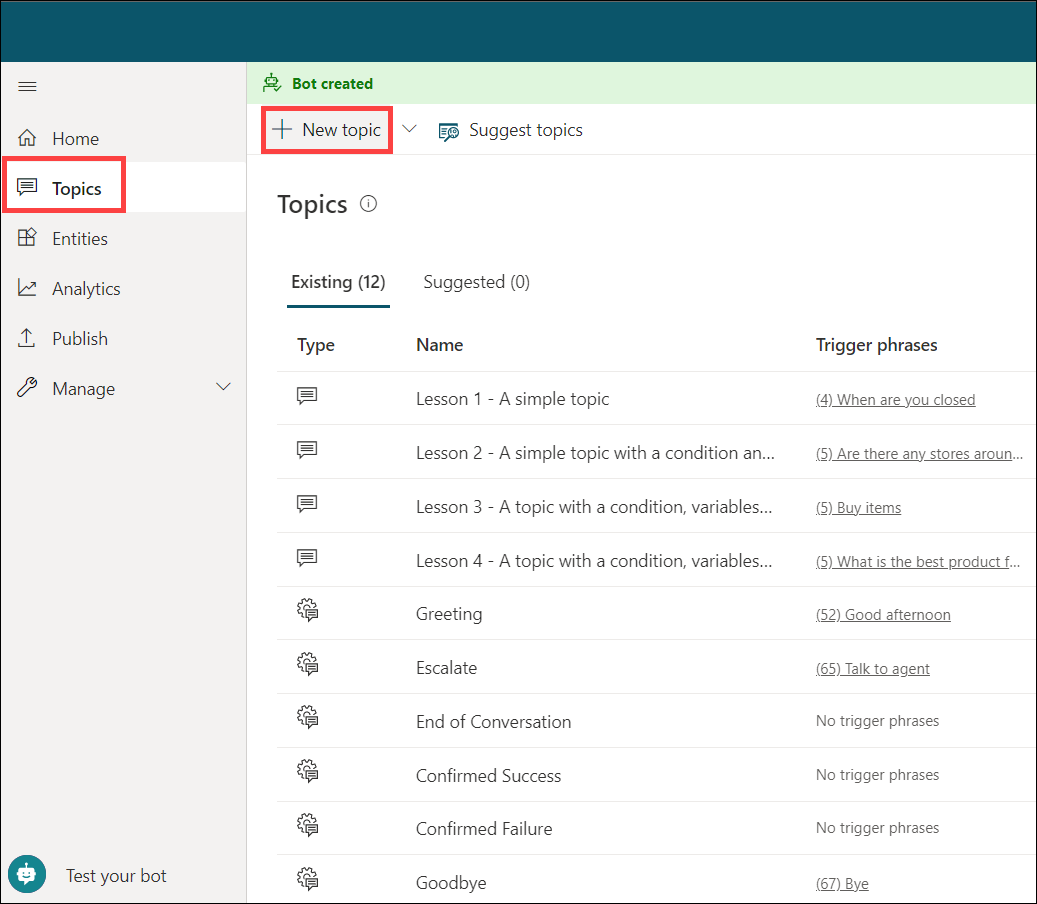 Bot created
Home
New topic
Suggest topics
Topics
Topics
Entities
Analytics
Existing (12)
Suggested (0)
Publish
Type
Name
Trigger phrases
Manage
Lesson 1 - A simple topic
(4) When are you closed
Lesson 2 - A simple topic with a condition an...
(5) Are there any stores aroun...
Lesson 3 - A topic with a condition, variables...
(5) Buy items
Lesson 4 - A topic with a condition, variables...
(5) What is the best product f...
Greeting
(52) Good afternoon
Escalate
(65) Talk to agent
End of Conversation
No trigger phrases
Confirmed Success
No trigger phrases
Confirmed Failure
No trigger phrases
Test your bot
Goodbye
(67) Bye